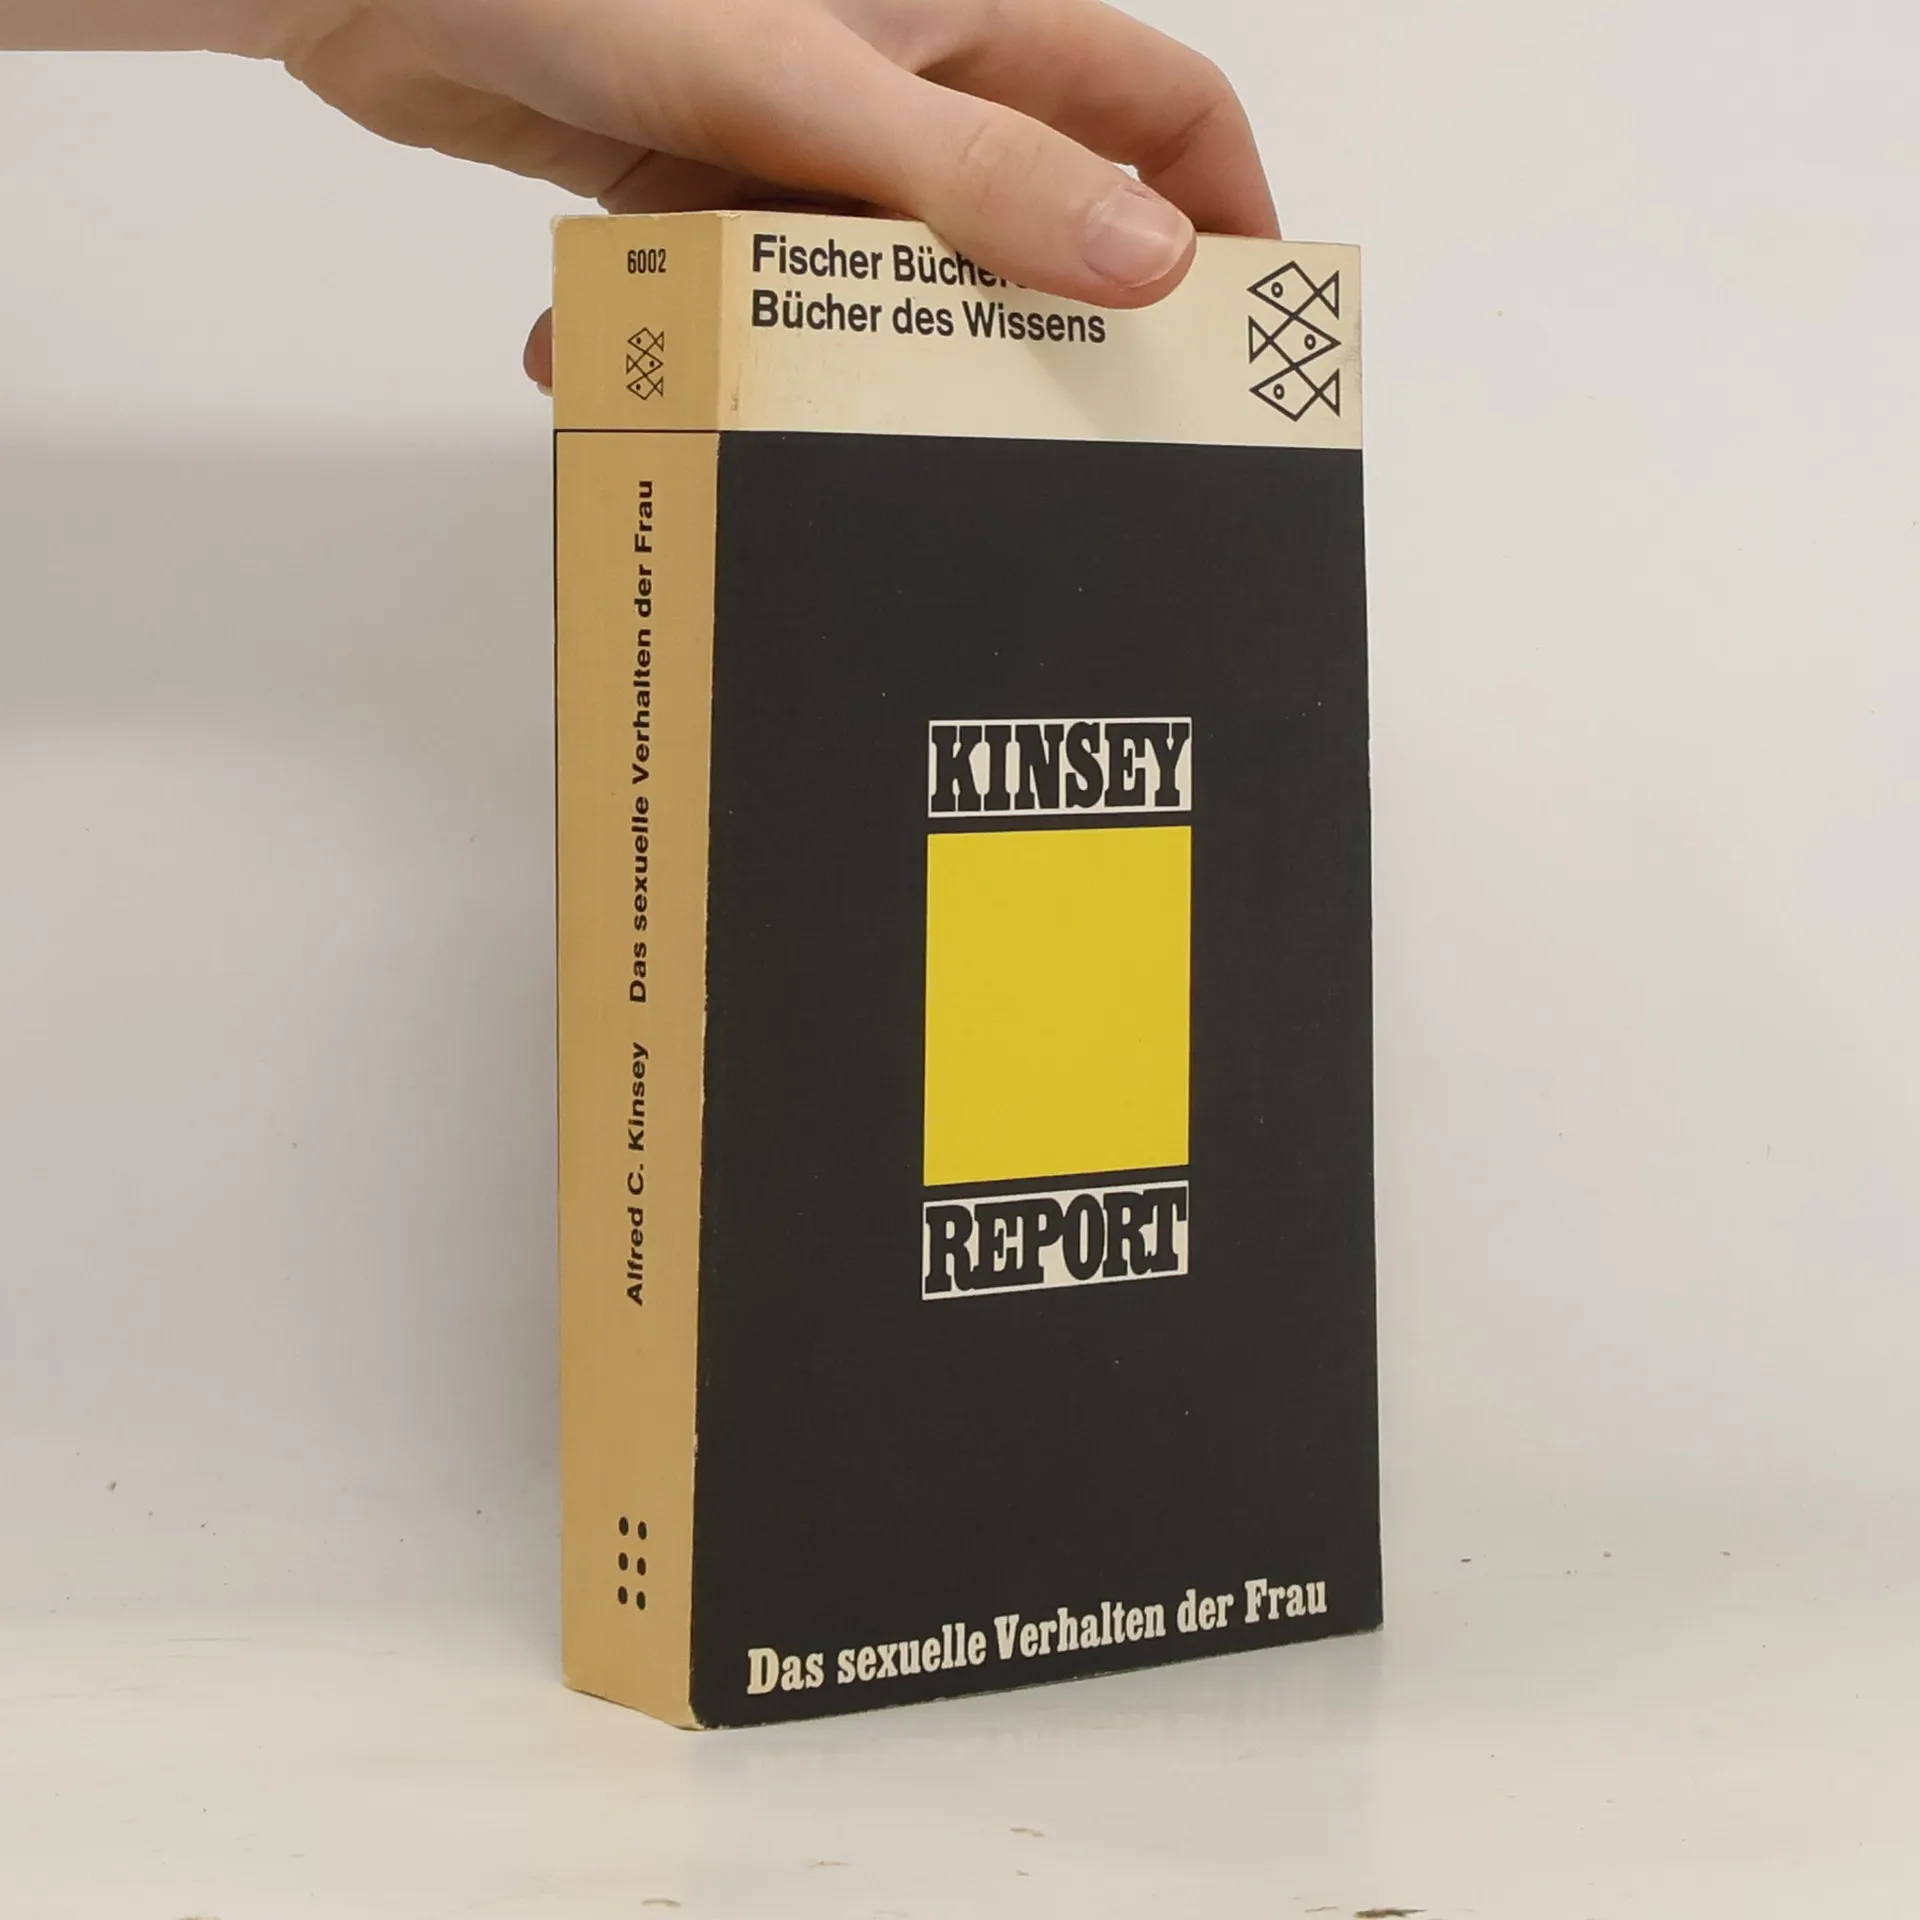 6002
Alfred C. Kinsey Das sexuelle Verhalten der Frau
Fischer
Bücher des Wissens
KINSEY
REPORT
Das sexuelle Verhalten der Frau